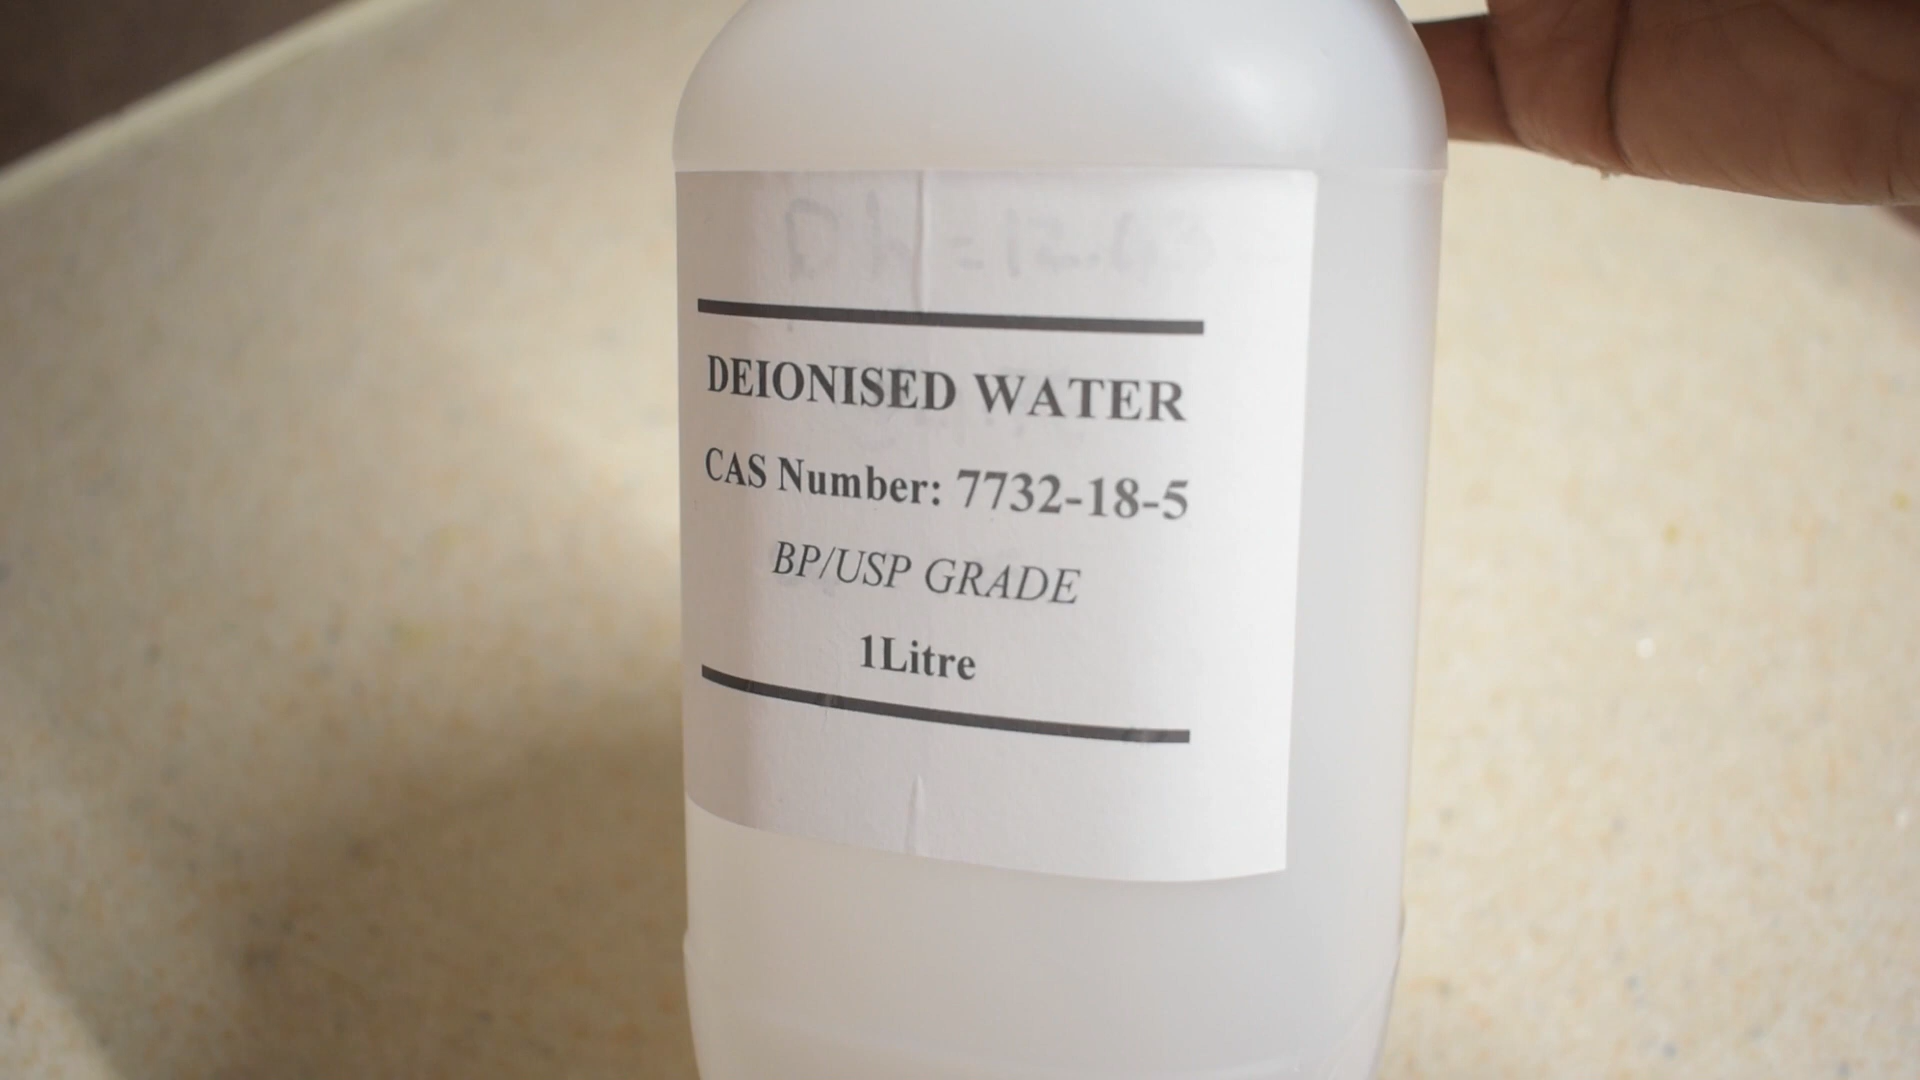 DEIONISED WATER
CAS Number: 7732-18-5
BP/USP GRADE
1Litre